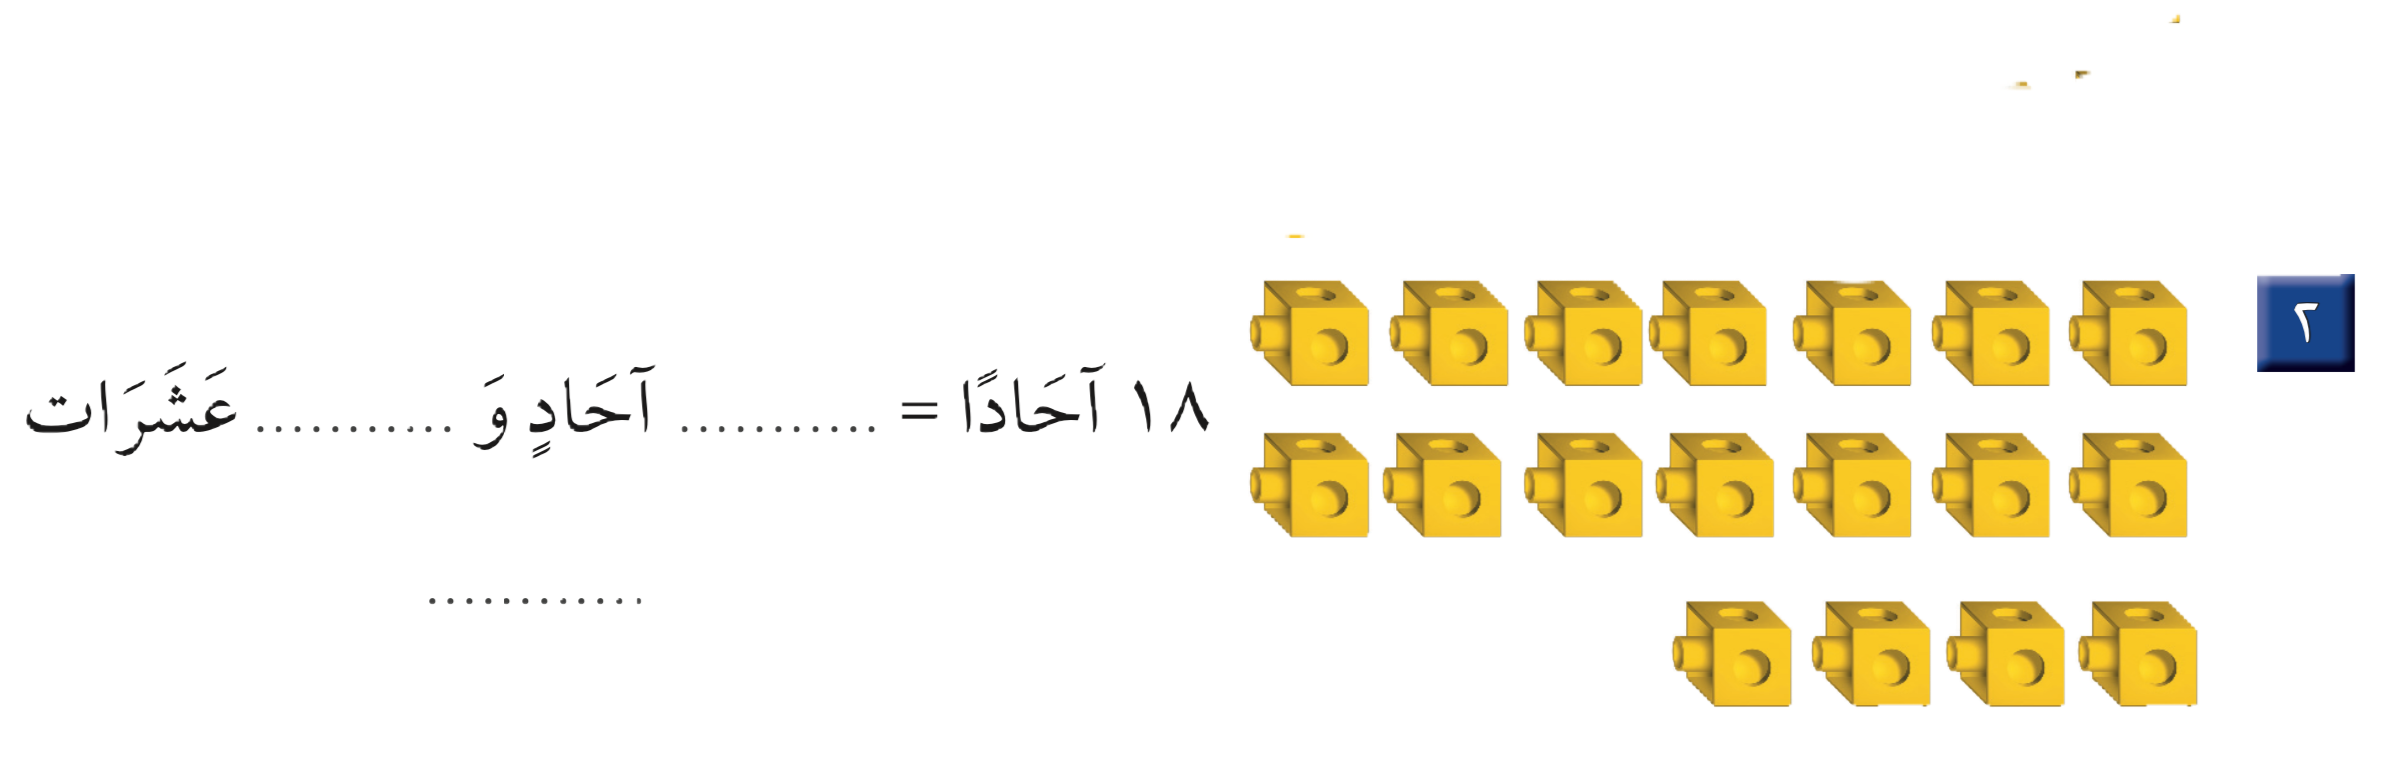 ٢
١٨ آحَادًا = ........... آحَادٍ وَ ........... عَشَرَات
............